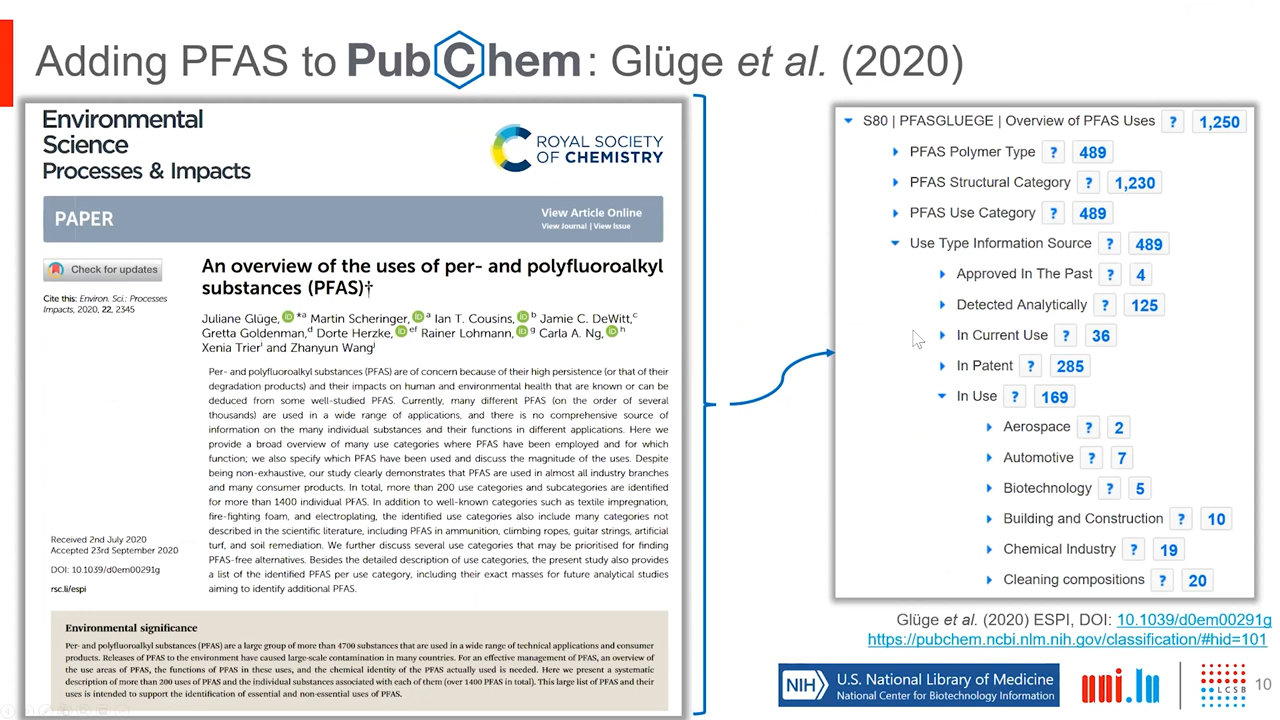 Adding PFAS to PubChem: Glüge et al. (2020)
Environmental
Science
Processes & Impacts
ROYAL SOCIETY
OF CHEMISTRY
PAPER
View Article Online
View Journal | View Issue
Check for updates
Cite this: Environ. Sci.: Processes
Impacts, 2020, 22, 2345
An overview of the uses of per- and polyfluoroalkyl
substances (PFAS)†
Juliane Glüge, *a Martin Scheringer, a Ian T. Cousins, b Jamie C. DeWitt,c
Gretta Goldenman,d Dorte Herzke, ef Rainer Lohmann, g Carla A. Ng, h
Xenia Trieri and Zhanyun Wangj
Per- and polyfluoroalkyl substances (PFAS) are of concern because of their high persistence (or that of their
degradation products) and their impacts on human and environmental health that are known or can be
deduced from some well-studied PFAS. Currently, many different PFAS (on the order of several
thousands) are used in a wide range of applications, and there is no comprehensive source of
information on the many individual substances and their functions in different applications. Here we
provide a broad overview of many use categories where PFAS have been employed and for which
function; we also specify which PFAS have been used and discuss the magnitude of the uses. Despite
being non-exhaustive, our study clearly demonstrates that PFAS are used in almost all industry branches
and many consumer products. In total, more than 200 use categories and subcategories are identified
for more than 1400 individual PFAS. In addition to well-known categories such as textile impregnation,
fire-fighting foam, and electroplating, the identified use categories also include many categories not
described in the scientific literature, including PFAS in ammunition, climbing ropes, guitar strings, artificial
turf, and soil remediation. We further discuss several use categories that may be prioritised for finding
PFAS-free alternatives. Besides the detailed description of use categories, the present study also provides
a list of the identified PFAS per use category, including their exact masses for future analytical studies
aiming to identify additional PFAS.
Received 2nd July 2020
Accepted 23rd September 2020
DOI: 10.1039/d0em00291g
rsc.li/espi
Environmental significance
Per- and polyfluoroalkyl substances (PFAS) are a large group of more than 4700 substances that are used in a wide range of technical applications and consumer
products. Releases of PFAS to the environment have caused large-scale contamination in many countries. For an effective management of PFAS, an overview of
the use areas of PFAS, the functions of PFAS in these uses, and the chemical identity of the PFAS actually used is needed. Here we present a systematic
description of more than 200 uses of PFAS and the individual substances associated with each of them (over 1400 PFAS in total). This large list of PFAS and their
uses is intended to support the identification of essential and non-essential uses of PFAS.
S80 | PFASGLUEGE | Overview of PFAS Uses ? 1,250
PFAS Polymer Type ? 489
PFAS Structural Category ? 1,230
PFAS Use Category ? 489
Use Type Information Source ? 489
Approved In The Past ? 4
Detected Analytically ? 125
In Current Use ? 36
In Patent ? 285
In Use ? 169
Aerospace ? 2
Automotive ? 7
Biotechnology ? 5
Building and Construction ? 10
Chemical Industry ? 19
Cleaning compositions ? 20
Glüge et al. (2020) ESPI, DOI: 10.1039/d0em00291g
https://pubchem.ncbi.nlm.nih.gov/classification/#hid=101
NIH U.S. National Library of Medicine
National Center for Biotechnology Information
uni.lu
LCSB
10